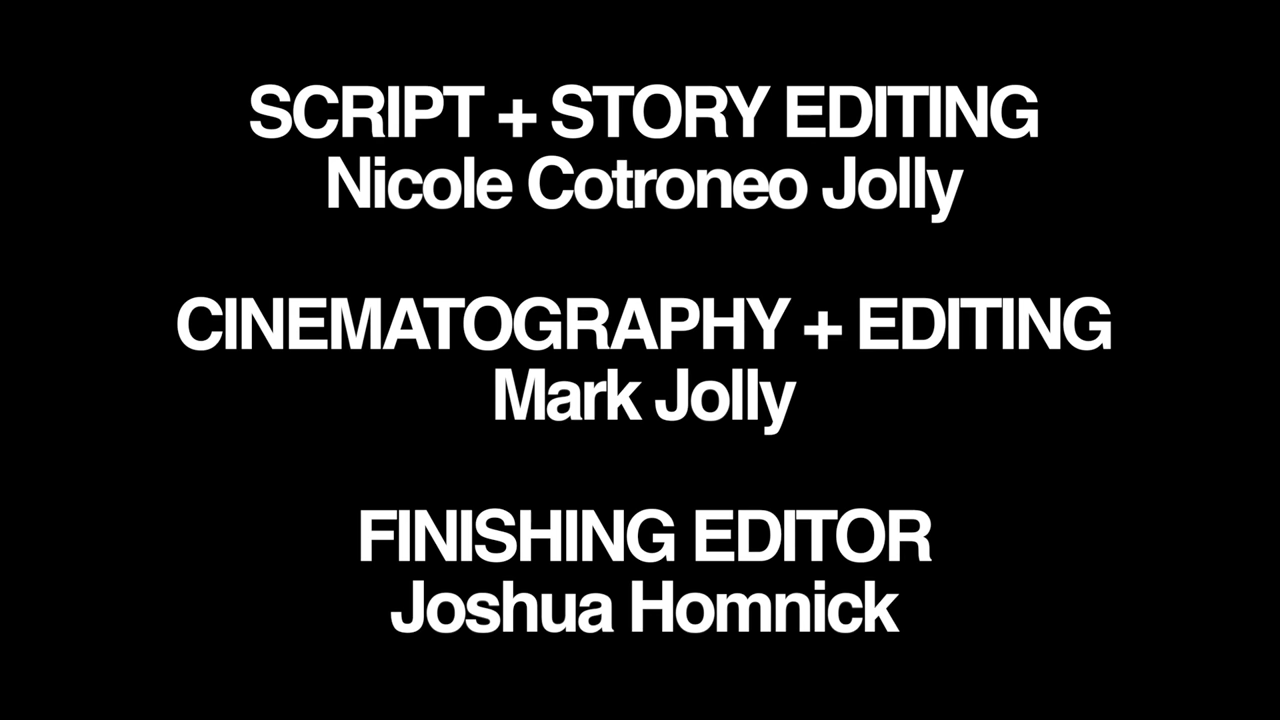 SCRIPT + STORY EDITING
Nicole Cotroneo Jolly
CINEMATOGRAPHY + EDITING
Mark Jolly
FINISHING EDITOR
Joshua Homnick